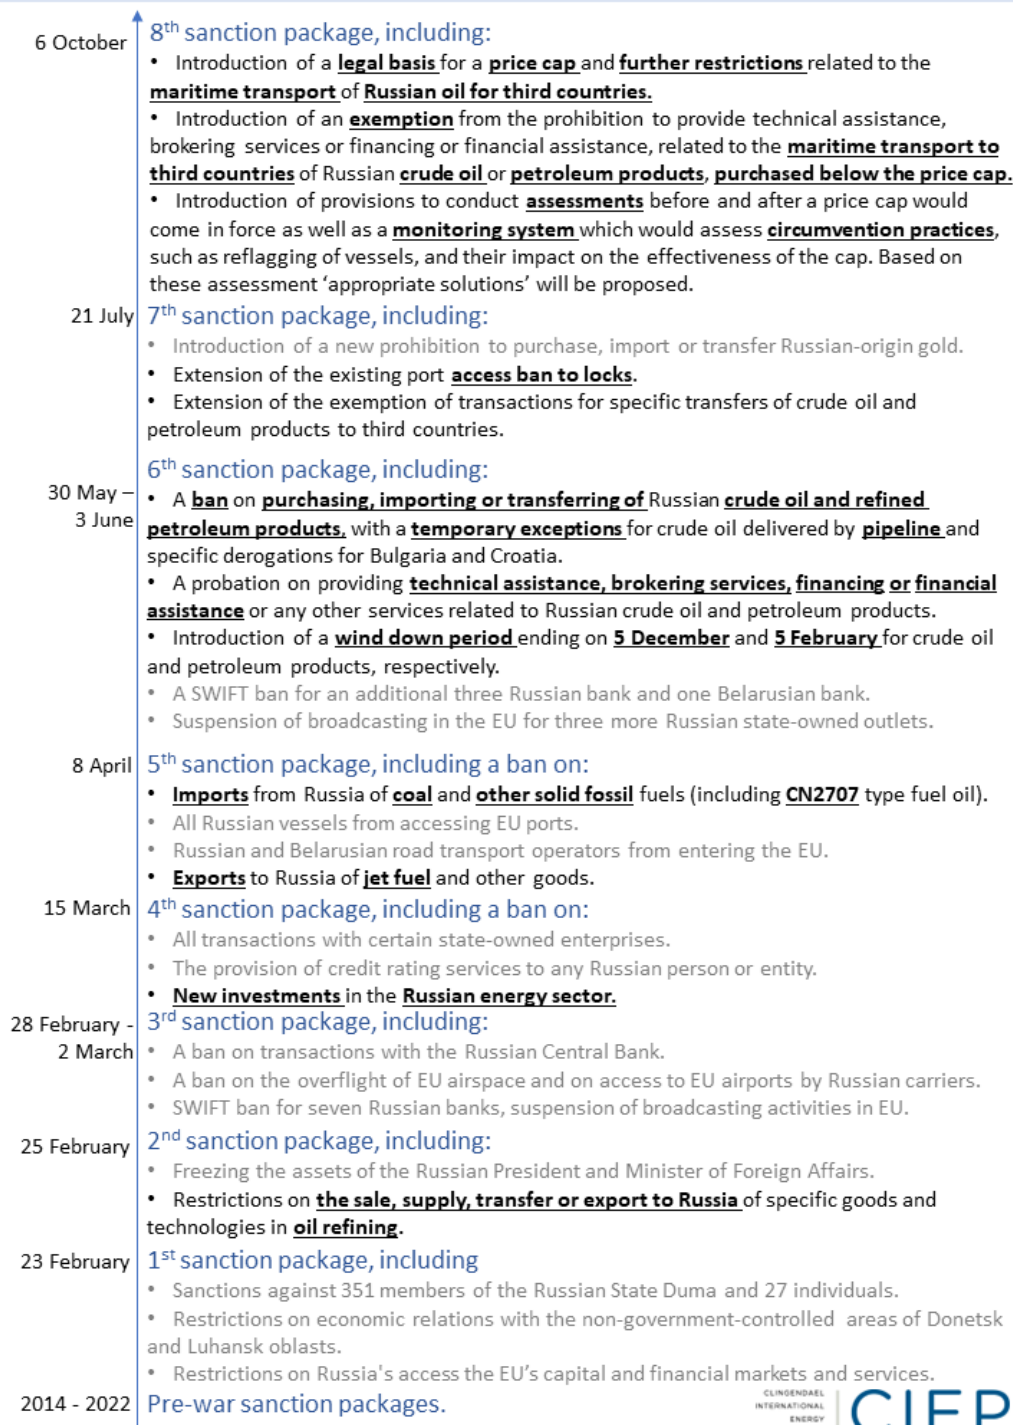 6 October
8th sanction package, including:
• Introduction of a legal basis for a price cap and further restrictions related to the
maritime transport of Russian oil for third countries.
• Introduction of an exemption from the prohibition to provide technical assistance,
brokering services or financing or financial assistance, related to the maritime transport to
third countries of Russian crude oil or petroleum products, purchased below the price cap.
• Introduction of provisions to conduct assessments before and after a price cap would
come in force as well as a monitoring system which would assess circumvention practices,
such as reflagging of vessels, and their impact on the effectiveness of the cap. Based on
these assessment ‘appropriate solutions’ will be proposed.
21 July
7th sanction package, including:
• Introduction of a new prohibition to purchase, import or transfer Russian-origin gold.
• Extension of the existing port access ban to locks.
• Extension of the exemption of transactions for specific transfers of crude oil and
petroleum products to third countries.
30 May –
3 June
6th sanction package, including:
• A ban on purchasing, importing or transferring of Russian crude oil and refined
petroleum products, with a temporary exceptions for crude oil delivered by pipeline and
specific derogations for Bulgaria and Croatia.
• A probation on providing technical assistance, brokering services, financing or financial
assistance or any other services related to Russian crude oil and petroleum products.
• Introduction of a wind down period ending on 5 December and 5 February for crude oil
and petroleum products, respectively.
• A SWIFT ban for an additional three Russian bank and one Belarusian bank.
• Suspension of broadcasting in the EU for three more Russian state-owned outlets.
8 April
5th sanction package, including a ban on:
• Imports from Russia of coal and other solid fossil fuels (including CN2707 type fuel oil).
• All Russian vessels from accessing EU ports.
• Russian and Belarusian road transport operators from entering the EU.
• Exports to Russia of jet fuel and other goods.
15 March
4th sanction package, including a ban on:
• All transactions with certain state-owned enterprises.
• The provision of credit rating services to any Russian person or entity.
• New investments in the Russian energy sector.
28 February -
2 March
3rd sanction package, including:
• A ban on transactions with the Russian Central Bank.
• A ban on the overflight of EU airspace and on access to EU airports by Russian carriers.
• SWIFT ban for seven Russian banks, suspension of broadcasting activities in EU.
25 February
2nd sanction package, including:
• Freezing the assets of the Russian President and Minister of Foreign Affairs.
• Restrictions on the sale, supply, transfer or export to Russia of specific goods and
technologies in oil refining.
23 February
1st sanction package, including
• Sanctions against 351 members of the Russian State Duma and 27 individuals.
• Restrictions on economic relations with the non-government-controlled areas of Donetsk
and Luhansk oblasts.
• Restrictions on Russia's access the EU’s capital and financial markets and services.
2014 - 2022
Pre-war sanction packages.
CLINGENDAEL
INTERNATIONAL
ENERGY
CIEP